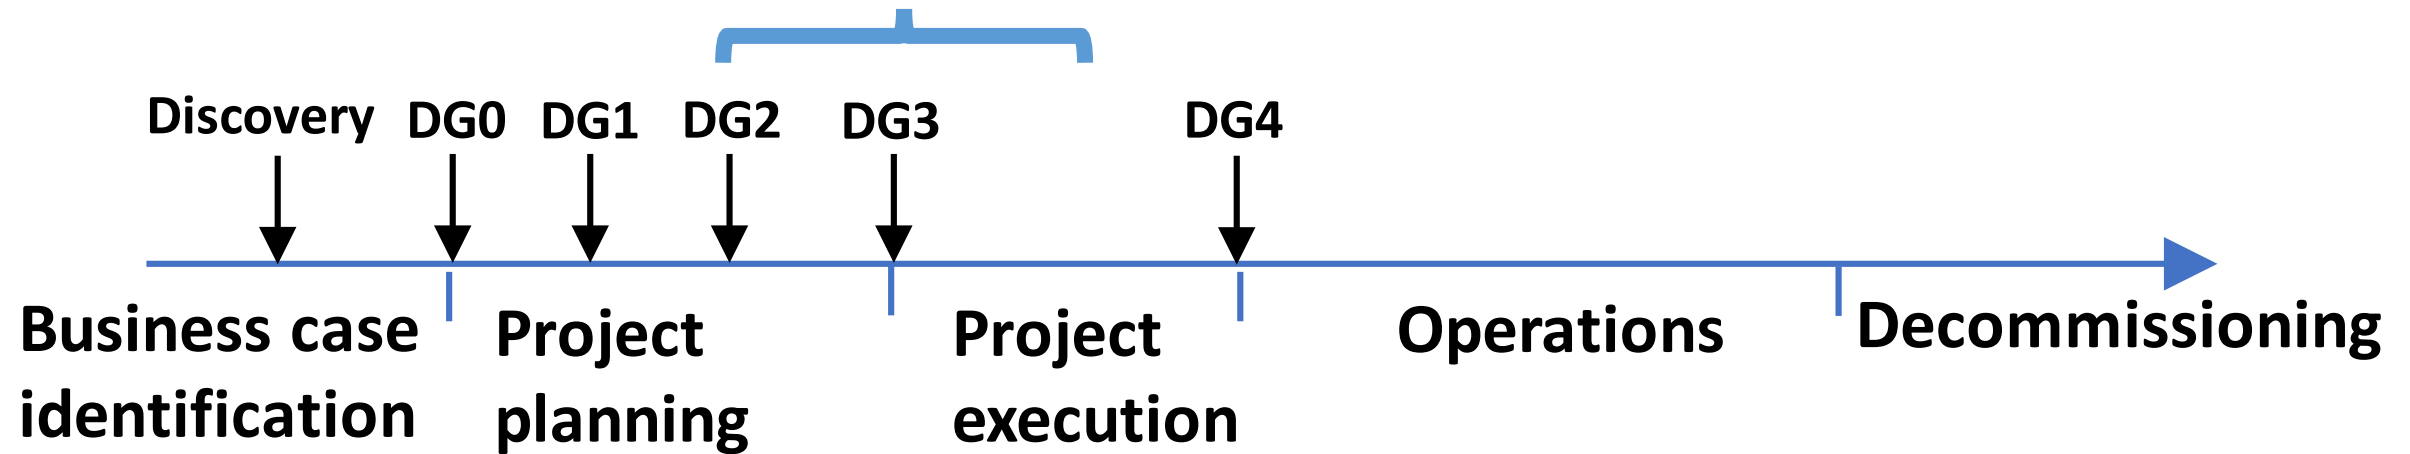 Discovery DG0 DG1 DG2 DG3 DG4
Business case identification
Project planning
Project execution
Operations
Decommissioning